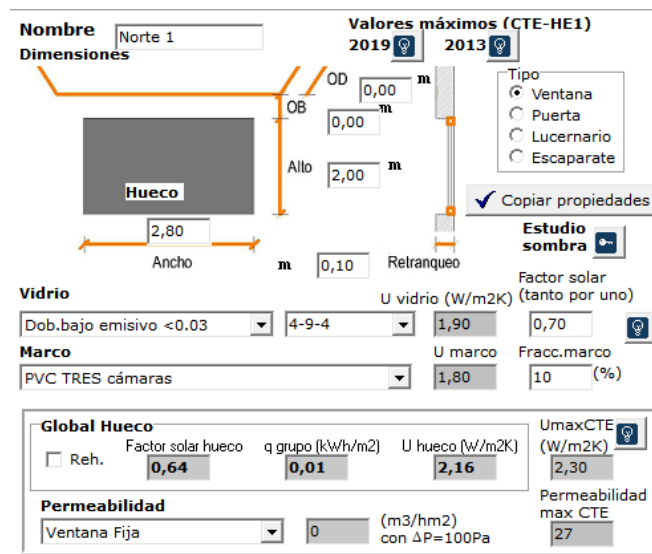 Nombre Norte 1 Valores máximos (CTE-HE1)
Dimensiones 2019 2013
OD 0,00 m
OB 0,00 m
Alto 2,00 m
Hueco
2,80
Ancho
m 0,10 Retranqueo
Tipo
Ventana
Puerta
Lucernario
Escaparate
Copiar propiedades
Estudio
sombra
Vidrio U vidrio (W/m2K) Factor solar
(tanto por uno)
Dob.bajo emisivo <0.03 4-9-4 1,90 0,70
Marco U marco Fracc.marco
PVC TRES cámaras 1,80 10 (%)
Global Hueco
Reh. Factor solar hueco q grupo (kWh/m2) U hueco (W/m2K)
0,64 0,01 2,16
UmaxCTE
(W/m2K)
2,30
Permeabilidad
Ventana Fija 0 (m3/hm2)
con ΔP=100Pa
Permeabilidad
max CTE
27